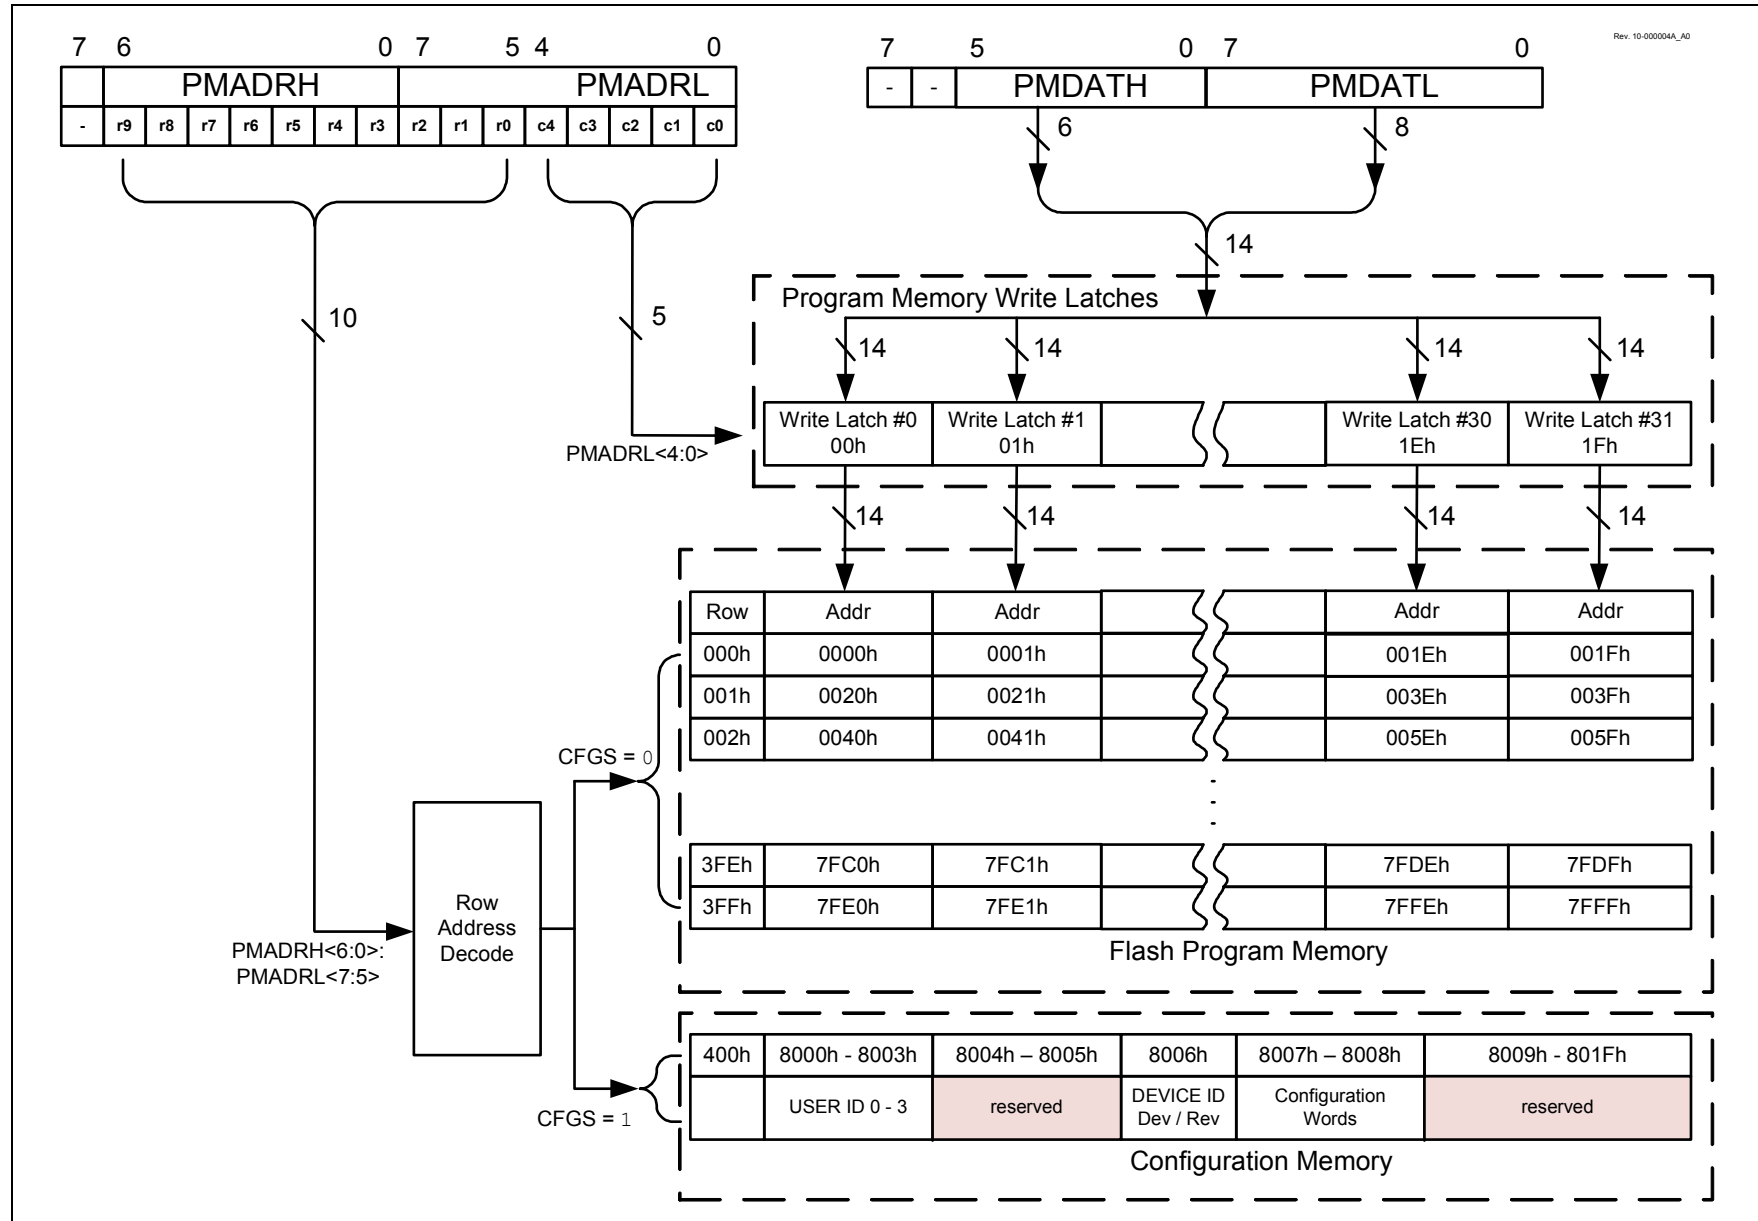 Rev. 10-000004A_A0
7 6 0 7 5 4 0
PMADRH PMADRL
- r9 r8 r7 r6 r5 r4 r3 r2 r1 r0 c4 c3 c2 c1 c0
7 5 0 7 0
- - PMDATH PMDATL
6 8
14
10 5
Program Memory Write Latches
14 14 14 14
Write Latch #0 Write Latch #1 Write Latch #30 Write Latch #31
00h 01h 1Eh 1Fh
PMADRL<4:0>
14 14 14 14
Row Addr Addr Addr Addr
000h 0000h 0001h 001Eh 001Fh
001h 0020h 0021h 003Eh 003Fh
002h 0040h 0041h 005Eh 005Fh
CFGS = 0
3FEh 7FC0h 7FC1h 7FDEh 7FDFh
3FFh 7FE0h 7FE1h 7FFEh 7FFFh
Flash Program Memory
Row
Address
Decode
PMADRH<6:0>:
PMADRL<7:5>
400h 8000h - 8003h 8004h – 8005h 8006h 8007h – 8008h 8009h - 801Fh
USER ID 0 - 3 reserved DEVICE ID Dev / Rev Configuration Words reserved
CFGS = 1
Configuration Memory